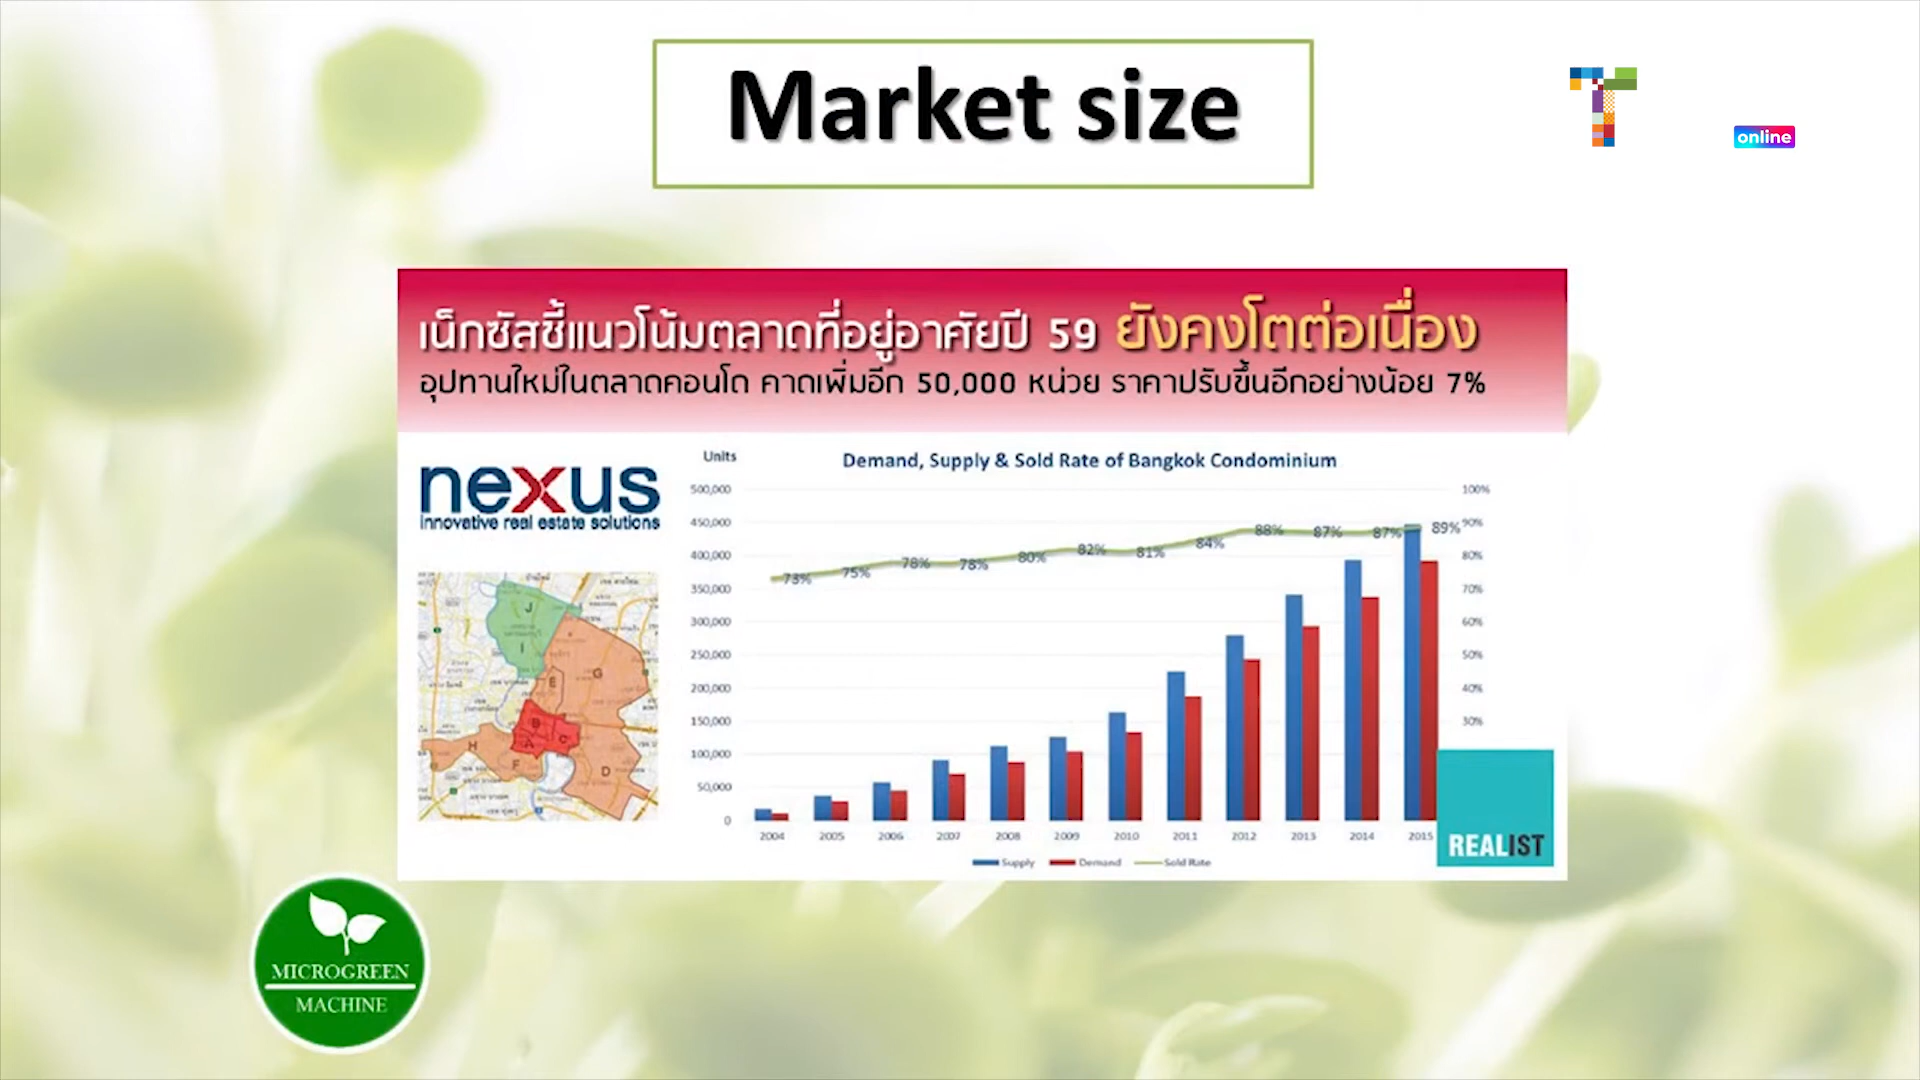 Market size
online
เน็กซัสชี้แนวโน้มตลาดที่อยู่อาศัยปี 59 ยังคงโตต่อเนื่อง
อุปทานใหม่ในตลาดคอนโด คาดเพิ่มอีก 50,000 หน่วย ราคาปรับขึ้นอีกอย่างน้อย 7%
nexus
innovative real estate solutions
J
I
G
E
B
A
C
H
F
D
Units
Demand, Supply & Sold Rate of Bangkok Condominium
500,000
450,000
400,000
350,000
300,000
250,000
200,000
150,000
100,000
50,000
0
73% 75% 78% 78% 80% 82% 81% 84% 88% 87% 87% 89%
100%
90%
80%
70%
60%
50%
40%
30%
2004 2005 2006 2007 2008 2009 2010 2011 2012 2013 2014 2015
Supply Demand Sold Rate
REALIST
MICROGREEN
MACHINE